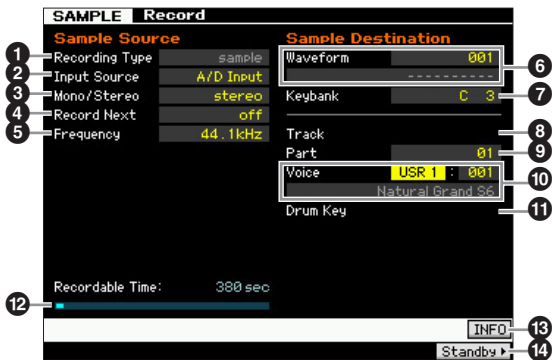 SAMPLE Record
Sample Source
1 Recording Type sample
2 Input Source A/D Input
3 Mono/Stereo stereo
4 Record Next off
5 Frequency 44.1kHz
Recordable Time: 380 sec
12
Sample Destination
Waveform 001
---------- 6
Keybank C 3 7
Track 8
Part 01 9
Voice USR 1 : 001
Natural Grand S6 10
Drum Key 11
INFO 13
Standby 14